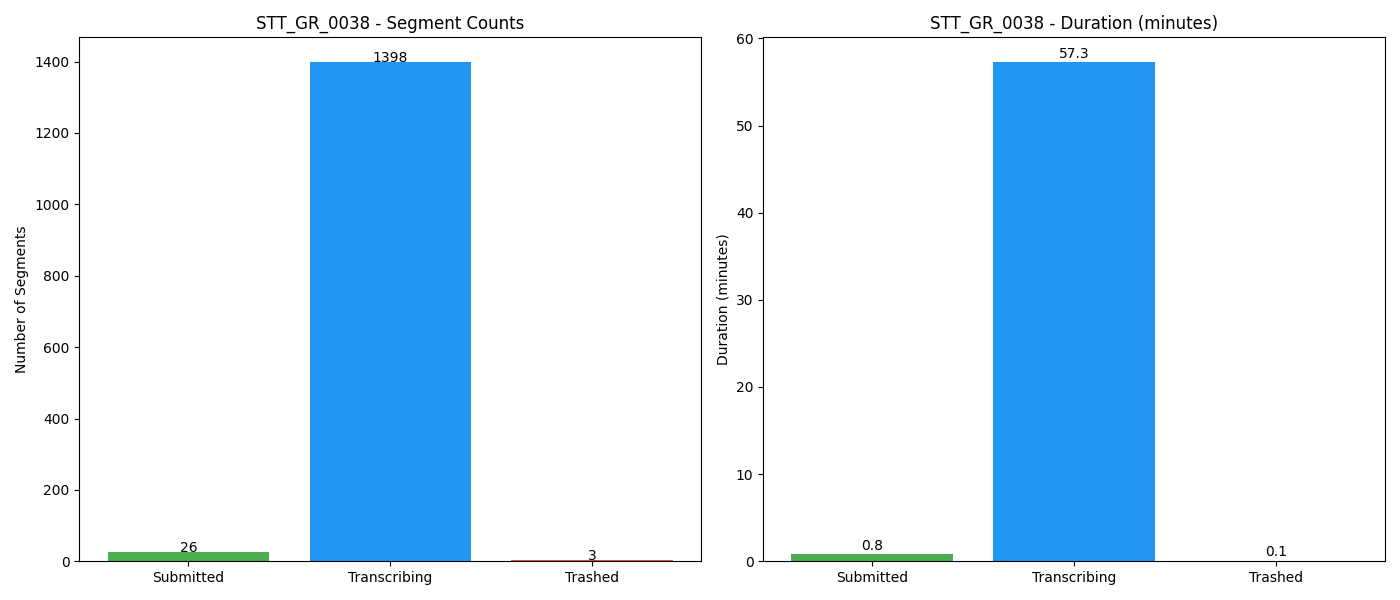 STT_GR_0038 - Segment Counts
Number of Segments
1400
1200
1000
800
600
400
200
0
26
1398
3
Submitted
Transcribing
Trashed
STT_GR_0038 - Duration (minutes)
Duration (minutes)
60
50
40
30
20
10
0
0.8
57.3
0.1
Submitted
Transcribing
Trashed